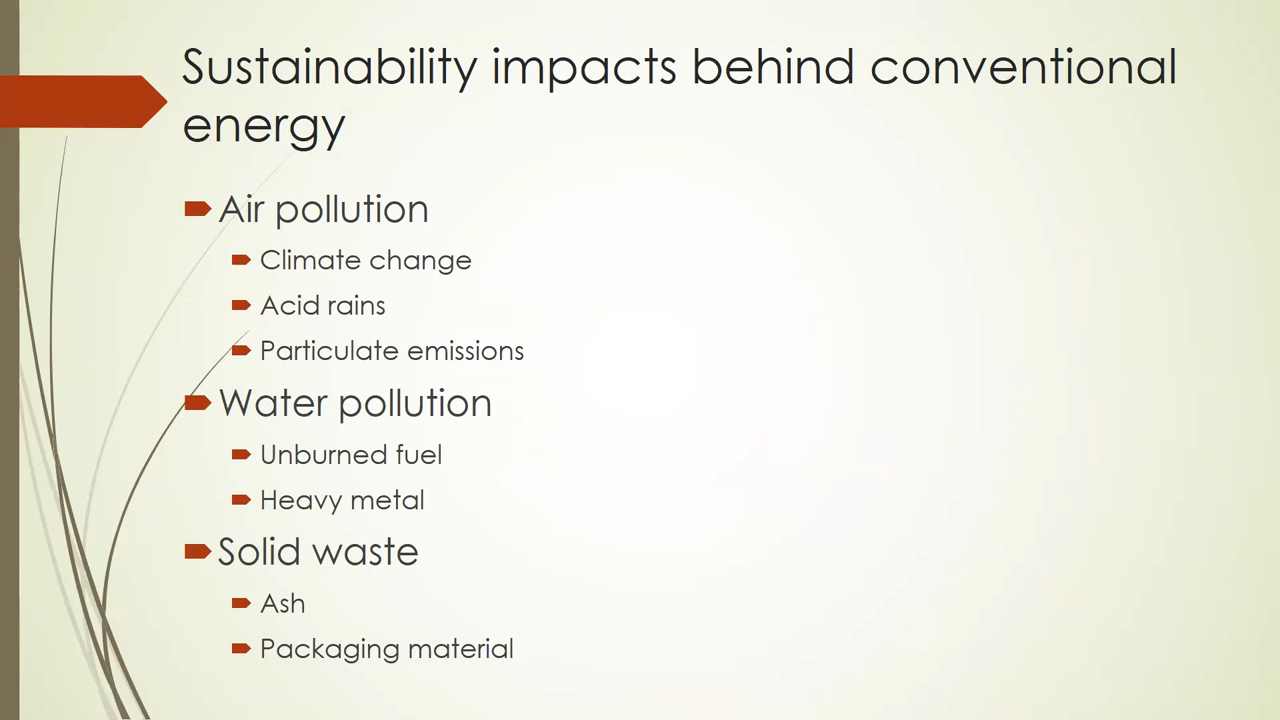 Sustainability impacts behind conventional
energy
Air pollution
Climate change
Acid rains
Particulate emissions
Water pollution
Unburned fuel
Heavy metal
Solid waste
Ash
Packaging material